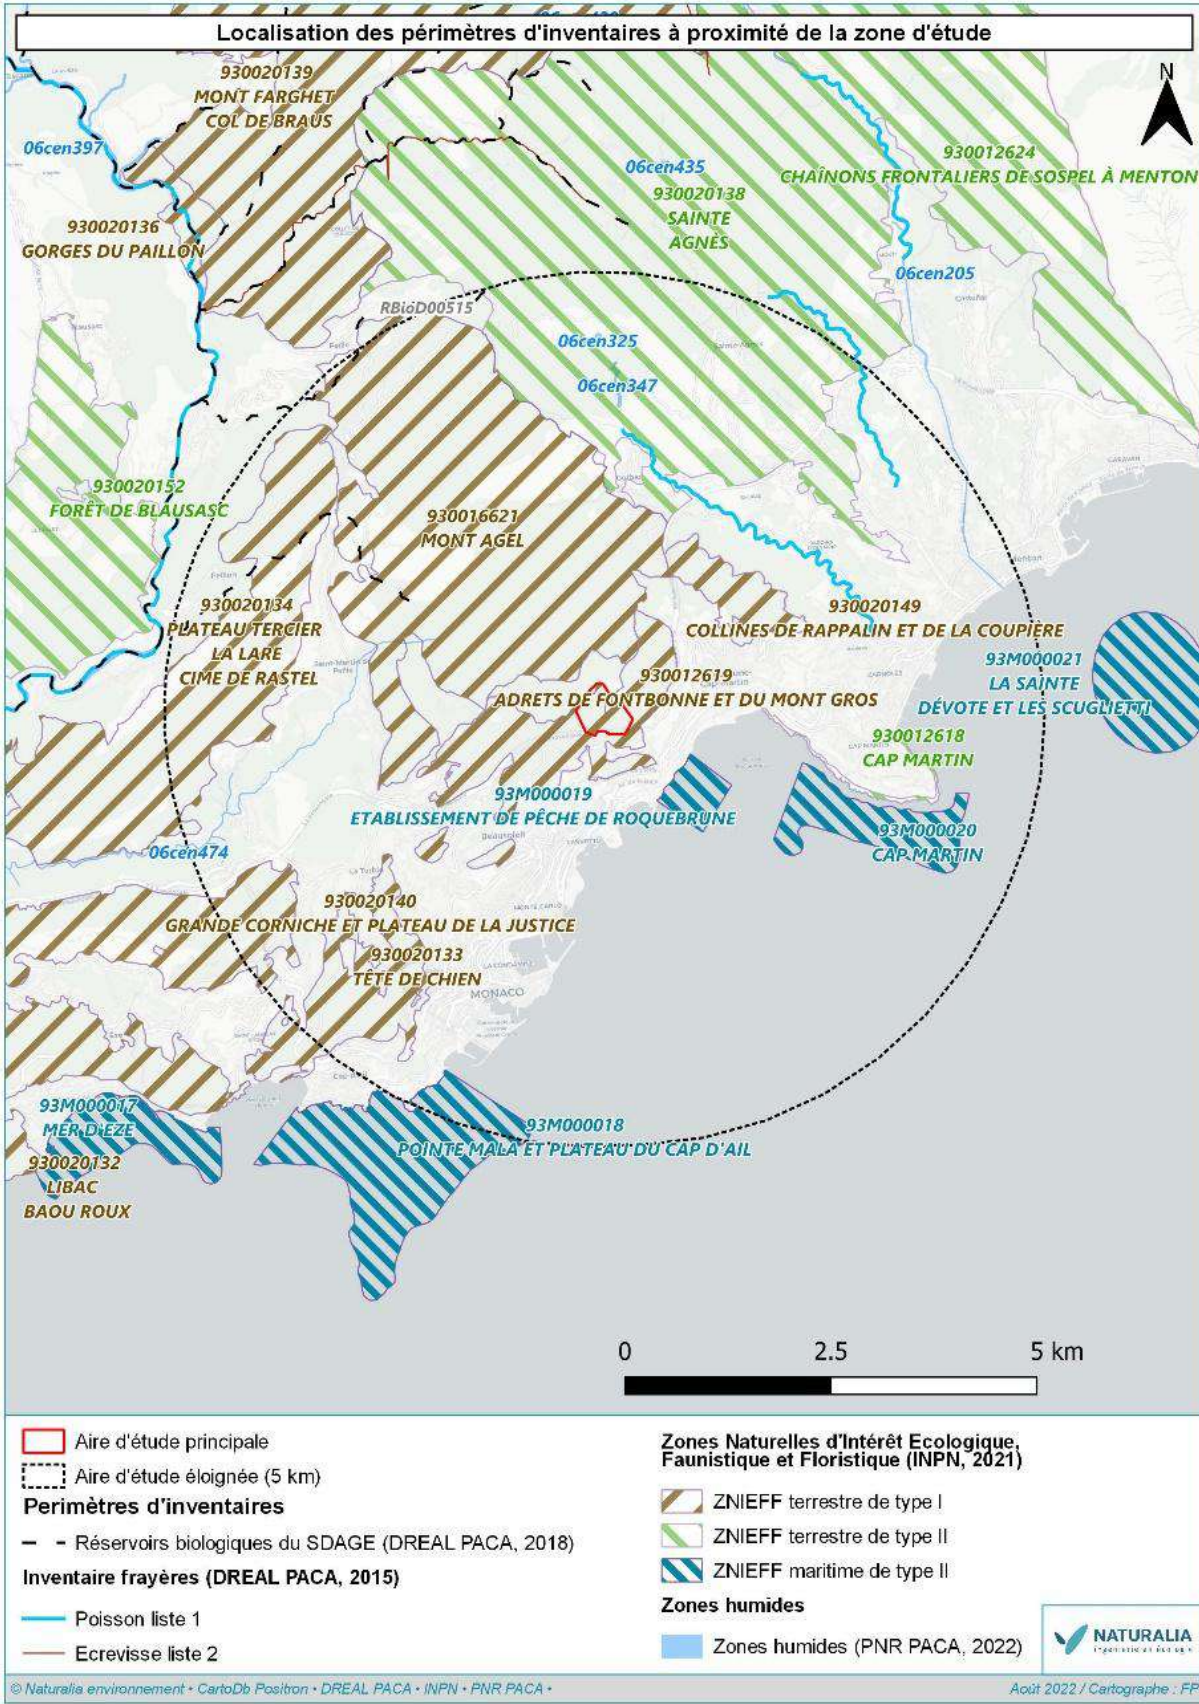 Localisation des périmètres d'inventaires à proximité de la zone d'étude
N
930020139
MONT FARGHET
COL DE BRAUS
06cen397
06cen435
930020138
SAINTE
AGNÈS
930012624
CHAÎNONS FRONTALIERS DE SOSPEL À MENTON
930020136
GORGES DU PAILLON
06cen205
RBioD00515
06cen325
06cen347
930020152
FORÊT DE BLAUSASC
930016621
MONT AGEL
930020134
PLATEAU TERCIER
LA LARE
CIME DE RASTEL
930020149
COLLINES DE RAPPALIN ET DE LA COUPIÈRE
930012619
ADRETS DE FONTBONNE ET DU MONT GROS
93M000021
LA SAINTE
DÉVOTE ET LES SCUGLIETTI
930012618
CAP MARTIN
93M000019
ETABLISSEMENT DE PÊCHE DE ROQUEBRUNE
Beausoleil
93M000020
CAP MARTIN
06cen474
930020140
GRANDE CORNICHE ET PLATEAU DE LA JUSTICE
MONTE-CARLO
930020133
TÊTE DE CHIEN
LA CONDAMINE
MONACO
93M000017
MER D'EZE
930020132
LIBAC
BAOU ROUX
93M000018
POINTE MALA ET PLATEAU DU CAP D'AIL
0 2.5 5 km
Aire d'étude principale
Aire d'étude éloignée (5 km)
Perimètres d'inventaires
Réservoirs biologiques du SDAGE (DREAL PACA, 2018)
Inventaire frayères (DREAL PACA, 2015)
Poisson liste 1
Ecrevisse liste 2
Zones Naturelles d'Intérêt Ecologique,
Faunistique et Floristique (INPN, 2021)
ZNIEFF terrestre de type I
ZNIEFF terrestre de type II
ZNIEFF maritime de type II
Zones humides
Zones humides (PNR PACA, 2022)
NATURALIA
© Naturalia environnement • CartoDb Positron • DREAL PACA • INPN • PNR PACA •
Août 2022 / Cartographe : FF